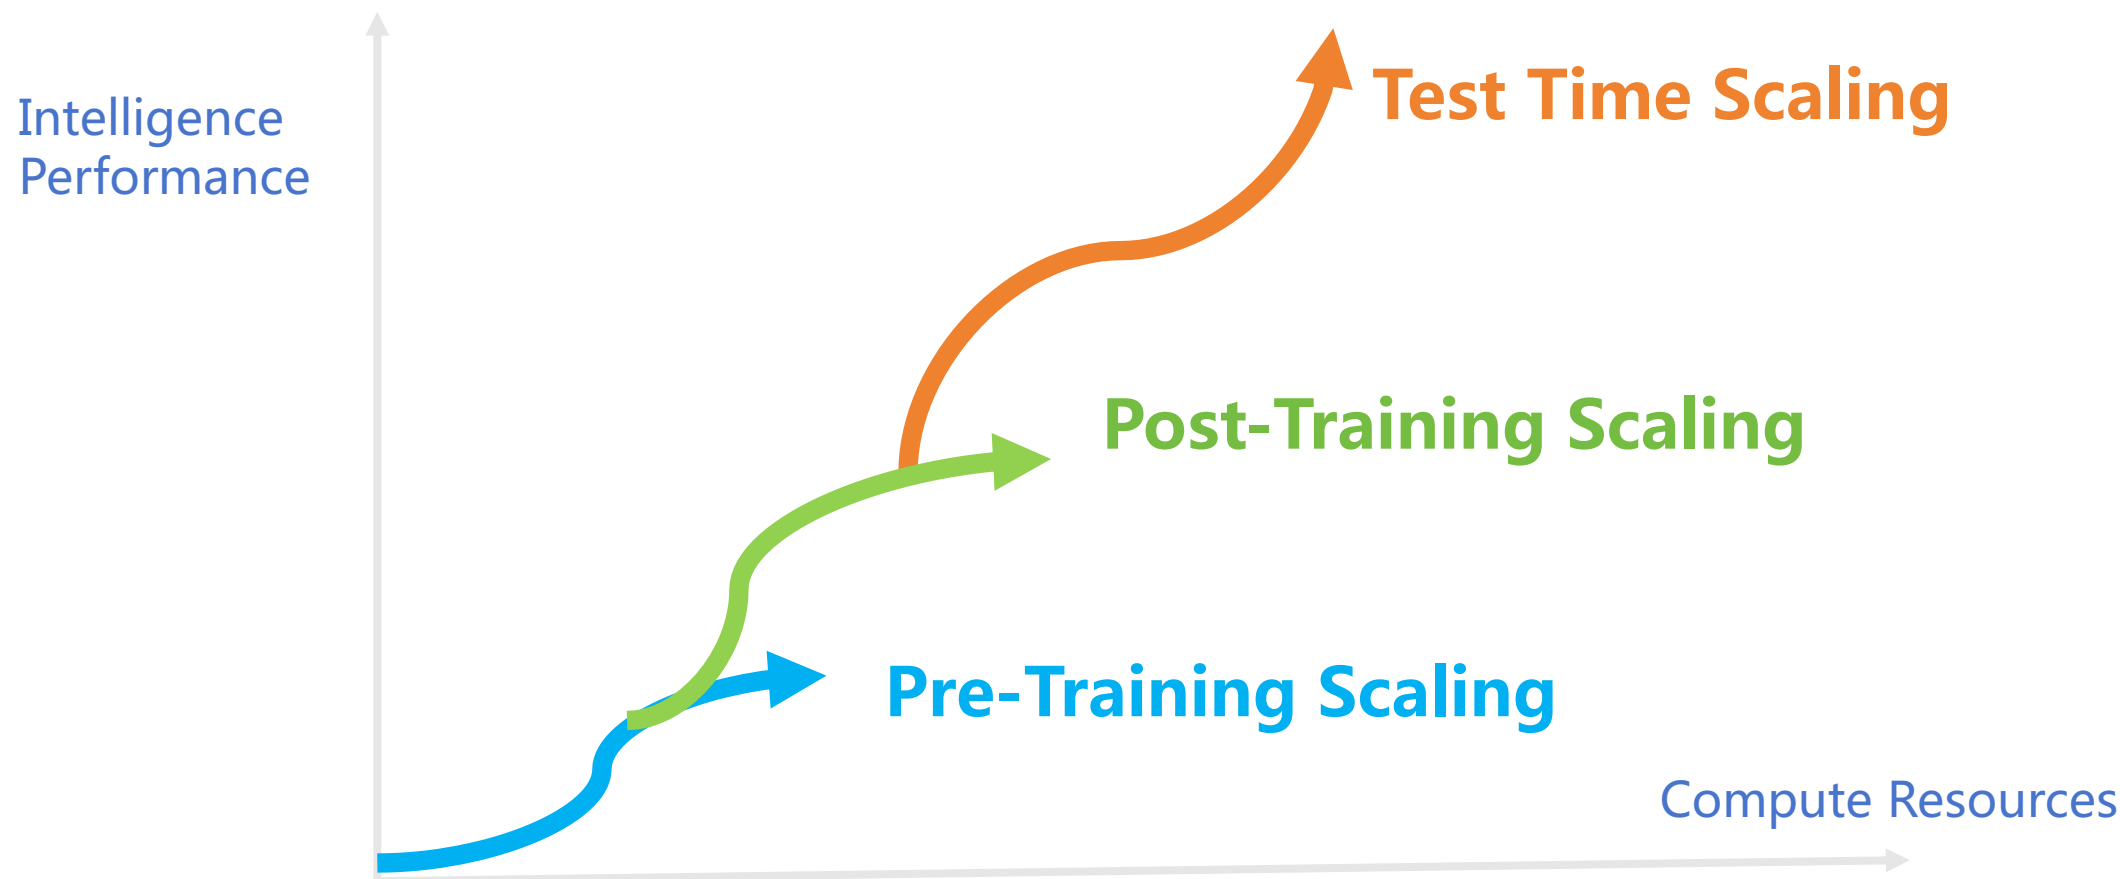 Intelligence
Performance
Test Time Scaling
Post-Training Scaling
Pre-Training Scaling
Compute Resources